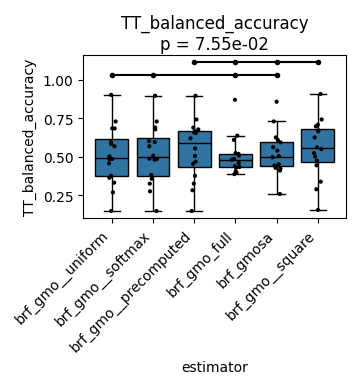 TT_balanced_accuracy
p = 7.55e-02
TT_balanced_accuracy
1.00
0.75
0.50
0.25
brf_gmo__uniform
brf_gmo__softmax
brf_gmo__precomputed
brf_gmo_full
brf_gmosa
brf_gmo__square
estimator